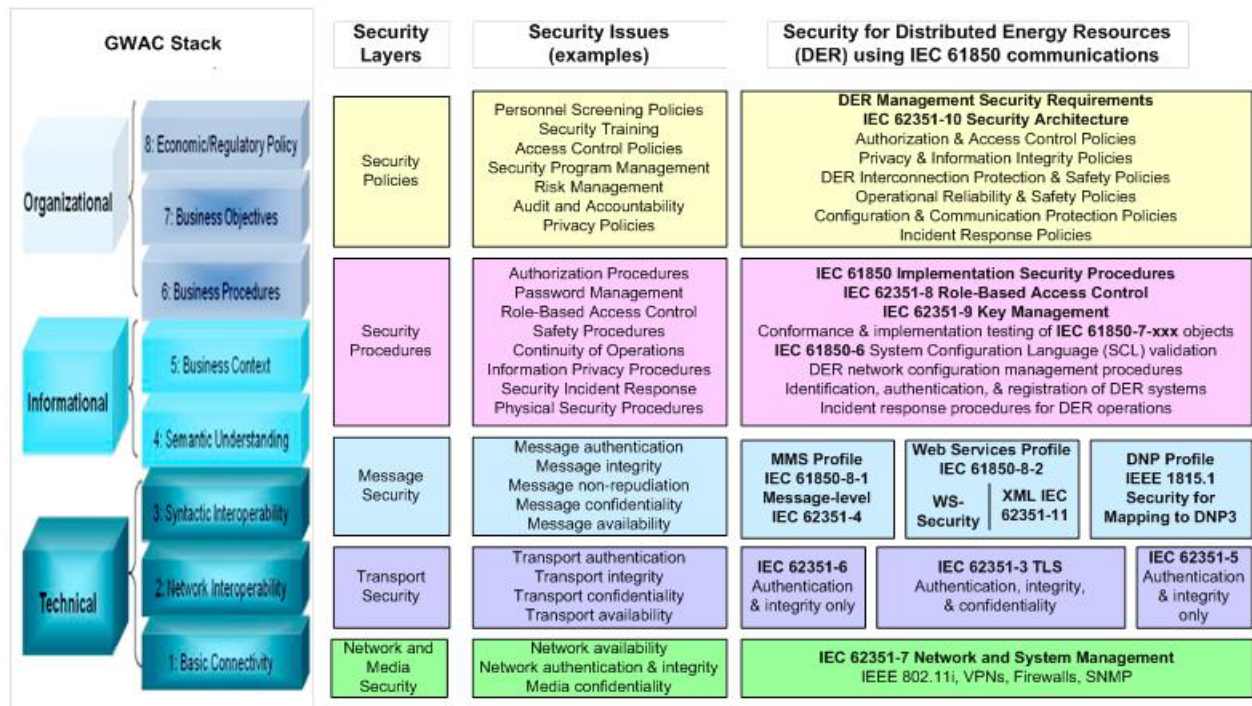 GWAC Stack
Organizational
8: Economic/Regulatory Policy
7: Business Objectives
6: Business Procedures
Informational
5: Business Context
4: Semantic Understanding
Technical
3: Syntactic Interoperability
2: Network Interoperability
1: Basic Connectivity
Security
Layers
Security Issues
(examples)
Security for Distributed Energy Resources
(DER) using IEC 61850 communications
Security
Policies
Personnel Screening Policies
Security Training
Access Control Policies
Security Program Management
Risk Management
Audit and Accountability
Privacy Policies
DER Management Security Requirements
IEC 62351-10 Security Architecture
Authorization & Access Control Policies
Privacy & Information Integrity Policies
DER Interconnection Protection & Safety Policies
Operational Reliability & Safety Policies
Configuration & Communication Protection Policies
Incident Response Policies
Security
Procedures
Authorization Procedures
Password Management
Role-Based Access Control
Safety Procedures
Continuity of Operations
Information Privacy Procedures
Security Incident Response
Physical Security Procedures
IEC 61850 Implementation Security Procedures
IEC 62351-8 Role-Based Access Control
IEC 62351-9 Key Management
Conformance & implementation testing of IEC 61850-7-xxx objects
IEC 61850-6 System Configuration Language (SCL) validation
DER network configuration management procedures
Identification, authentication, & registration of DER systems
Incident response procedures for DER operations
Message
Security
Message authentication
Message integrity
Message non-repudiation
Message confidentiality
Message availability
MMS Profile
IEC 61850-8-1
Message-level
IEC 62351-4
Web Services Profile
IEC 61850-8-2
WS-
Security
XML IEC
62351-11
DNP Profile
IEEE 1815.1
Security for
Mapping to DNP3
Transport
Security
Transport authentication
Transport integrity
Transport confidentiality
Transport availability
IEC 62351-6
Authentication
& integrity only
IEC 62351-3 TLS
Authentication, integrity,
& confidentiality
IEC 62351-5
Authentication
& integrity
only
Network and
Media
Security
Network availability
Network authentication & integrity
Media confidentiality
IEC 62351-7 Network and System Management
IEEE 802.11i, VPNs, Firewalls, SNMP